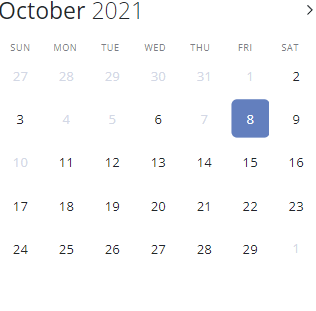 October 2021
SUN MON TUE WED THU FRI SAT
27 28 29 30 31 1 2
3 4 5 6 7 8 9
10 11 12 13 14 15 16
17 18 19 20 21 22 23
24 25 26 27 28 29 1